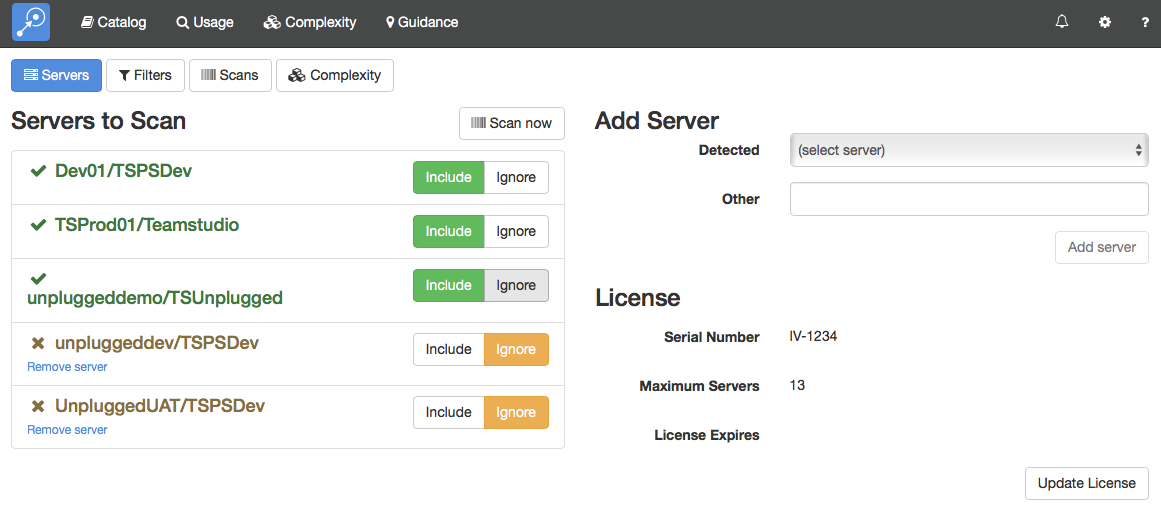 Catalog Usage Complexity Guidance ?
Servers Filters Scans Complexity
Servers to Scan
Scan now
Dev01/TSPSDev
Include Ignore
TSProd01/Teamstudio
Include Ignore
unpluggeddemo/TSUnplugged
Include Ignore
unpluggeddev/TSPSDev
Remove server
Include Ignore
UnpluggedUAT/TSPSDev
Remove server
Include Ignore
Add Server
Detected (select server)
Other
Add server
License
Serial Number IV-1234
Maximum Servers 13
License Expires
Update License